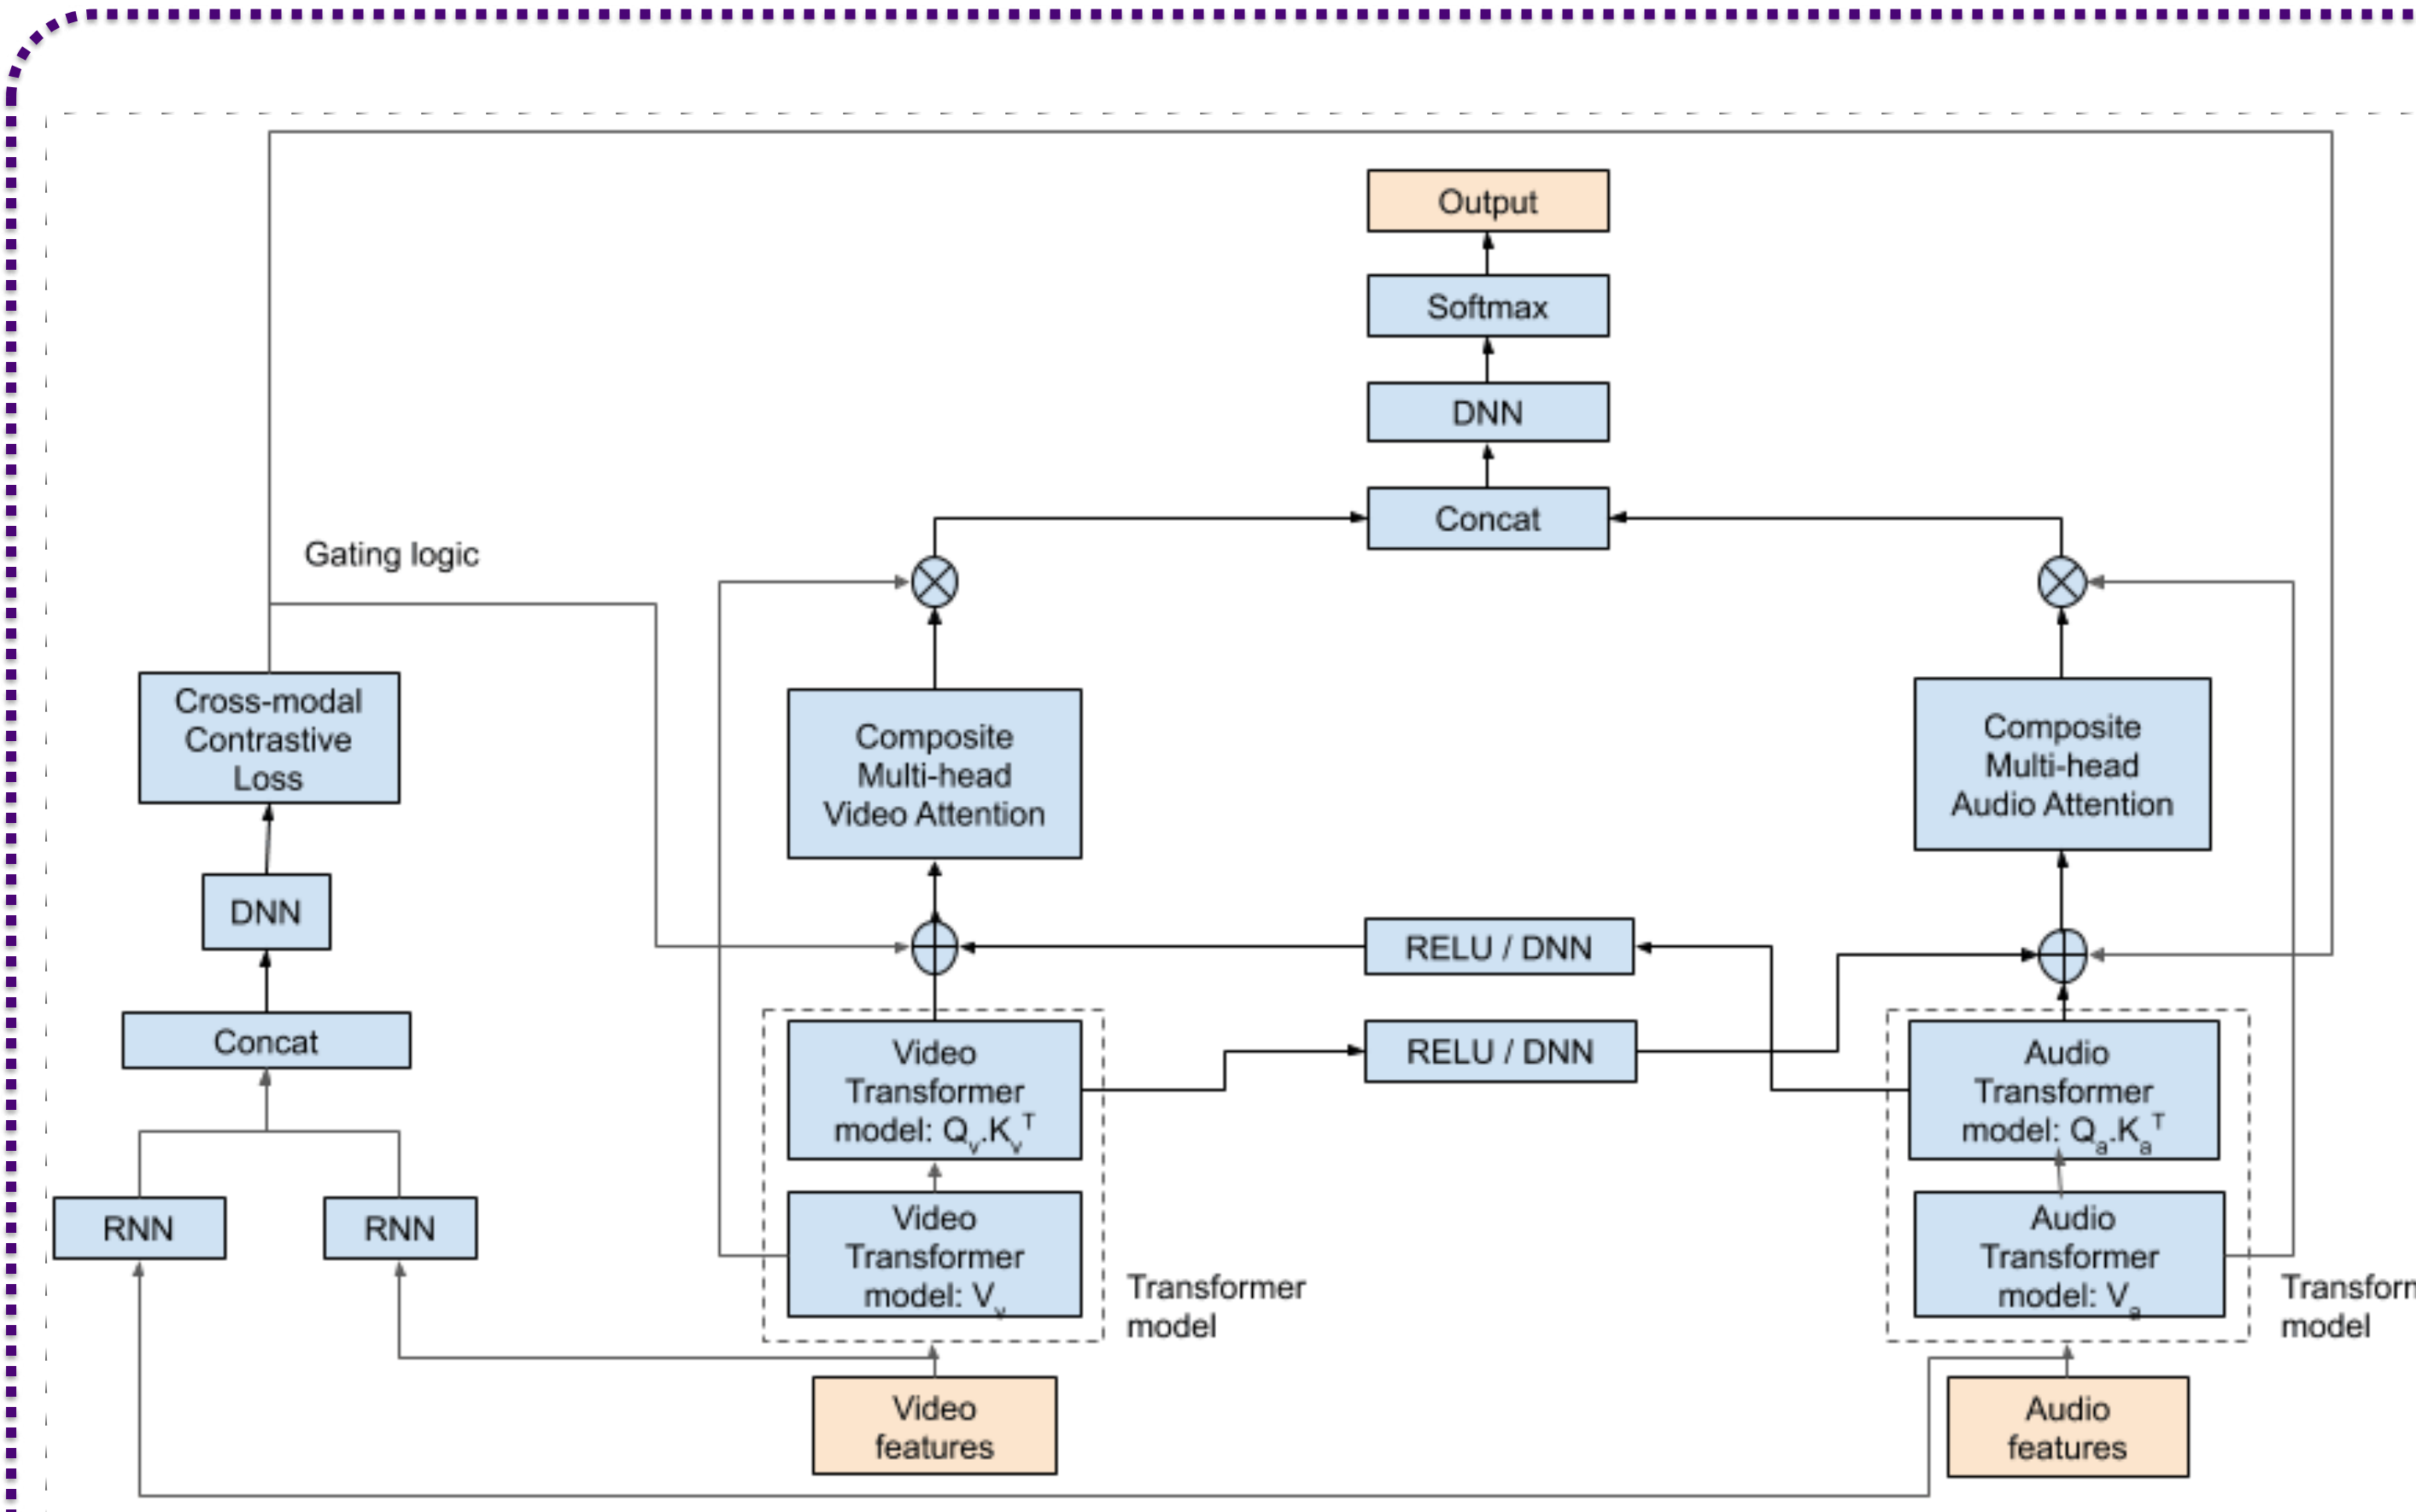 Output
Softmax
DNN
Concat
Gating logic
Cross-modal
Contrastive
Loss
Composite
Multi-head
Video Attention
Composite
Multi-head
Audio Attention
DNN
RELU / DNN
Concat
RELU / DNN
Video
Transformer
model: Qᵥ.KᵥT
Audio
Transformer
model: Qₐ.KₐT
RNN
RNN
Video
Transformer
model: Vᵥ
Audio
Transformer
model: Vₐ
Transformer
model
Transform
model
Video
features
Audio
features